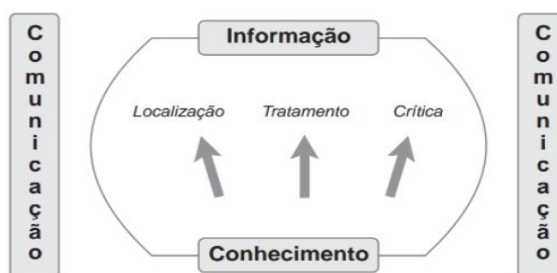 Comunicação
Informação
Localização Tratamento Crítica
Conhecimento
Comunicação